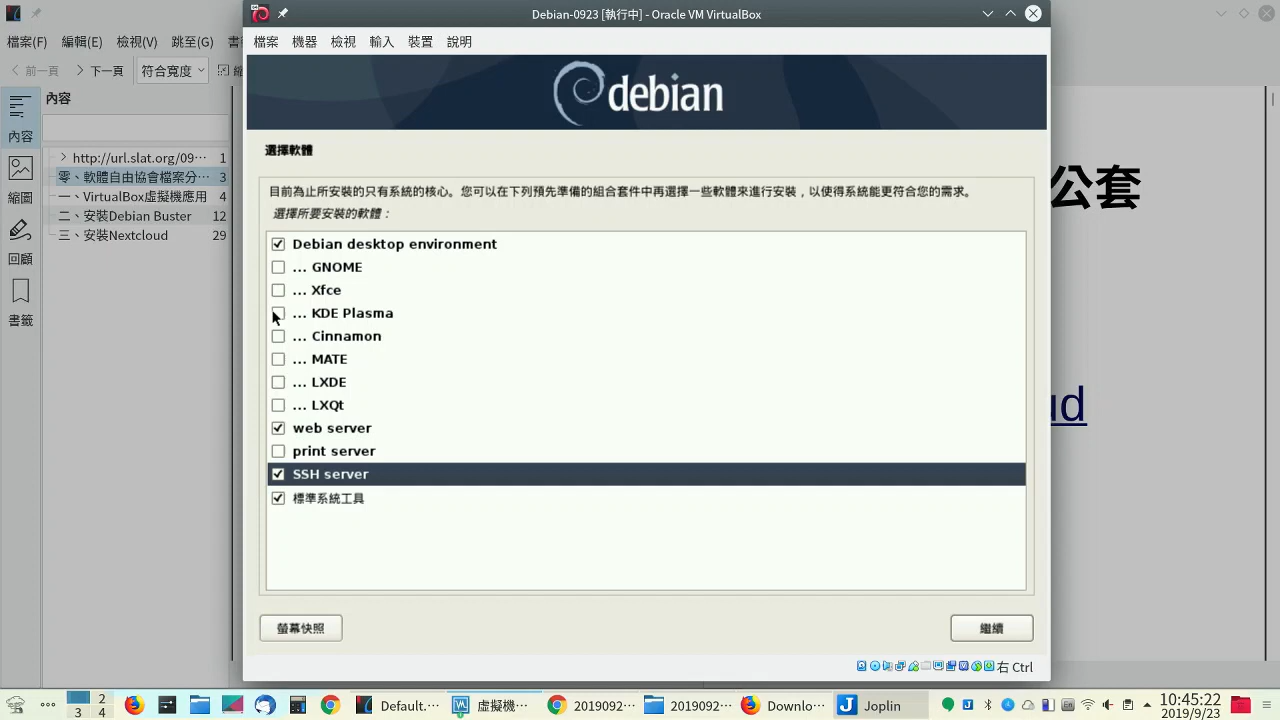 Debian-0923 [執行中] - Oracle VM VirtualBox
檔案(F) 編輯(E) 檢視(V) 跳至(G)
檔案 機器 檢視 輸入 裝置 說明
前一頁 下一頁 符合寬度
debian
內容
內容
縮圖
回顧
書籤
http://url.slat.org/09… 1
零、軟體自由協會檔案分… 3
一、VirtualBox虛擬機應用 4
二、安裝Debian Buster 12
三、安裝Nextcloud 29
公套
ud
選擇軟體
目前為止所安裝的只有系統的核心。您可以在下列預先準備的組合套件中再選擇一些軟體來進行安裝，以使得系統能更符合您的需求。
選擇所要安裝的軟體：
Debian desktop environment
... GNOME
... Xfce
... KDE Plasma
... Cinnamon
... MATE
... LXDE
... LXQt
web server
print server
SSH server
標準系統工具
螢幕快照 繼續
右 Ctrl
2
3 4
Default.… 虛擬機… 2019092… 2019092… Downlo… Joplin
10:45:22
2019/9/23